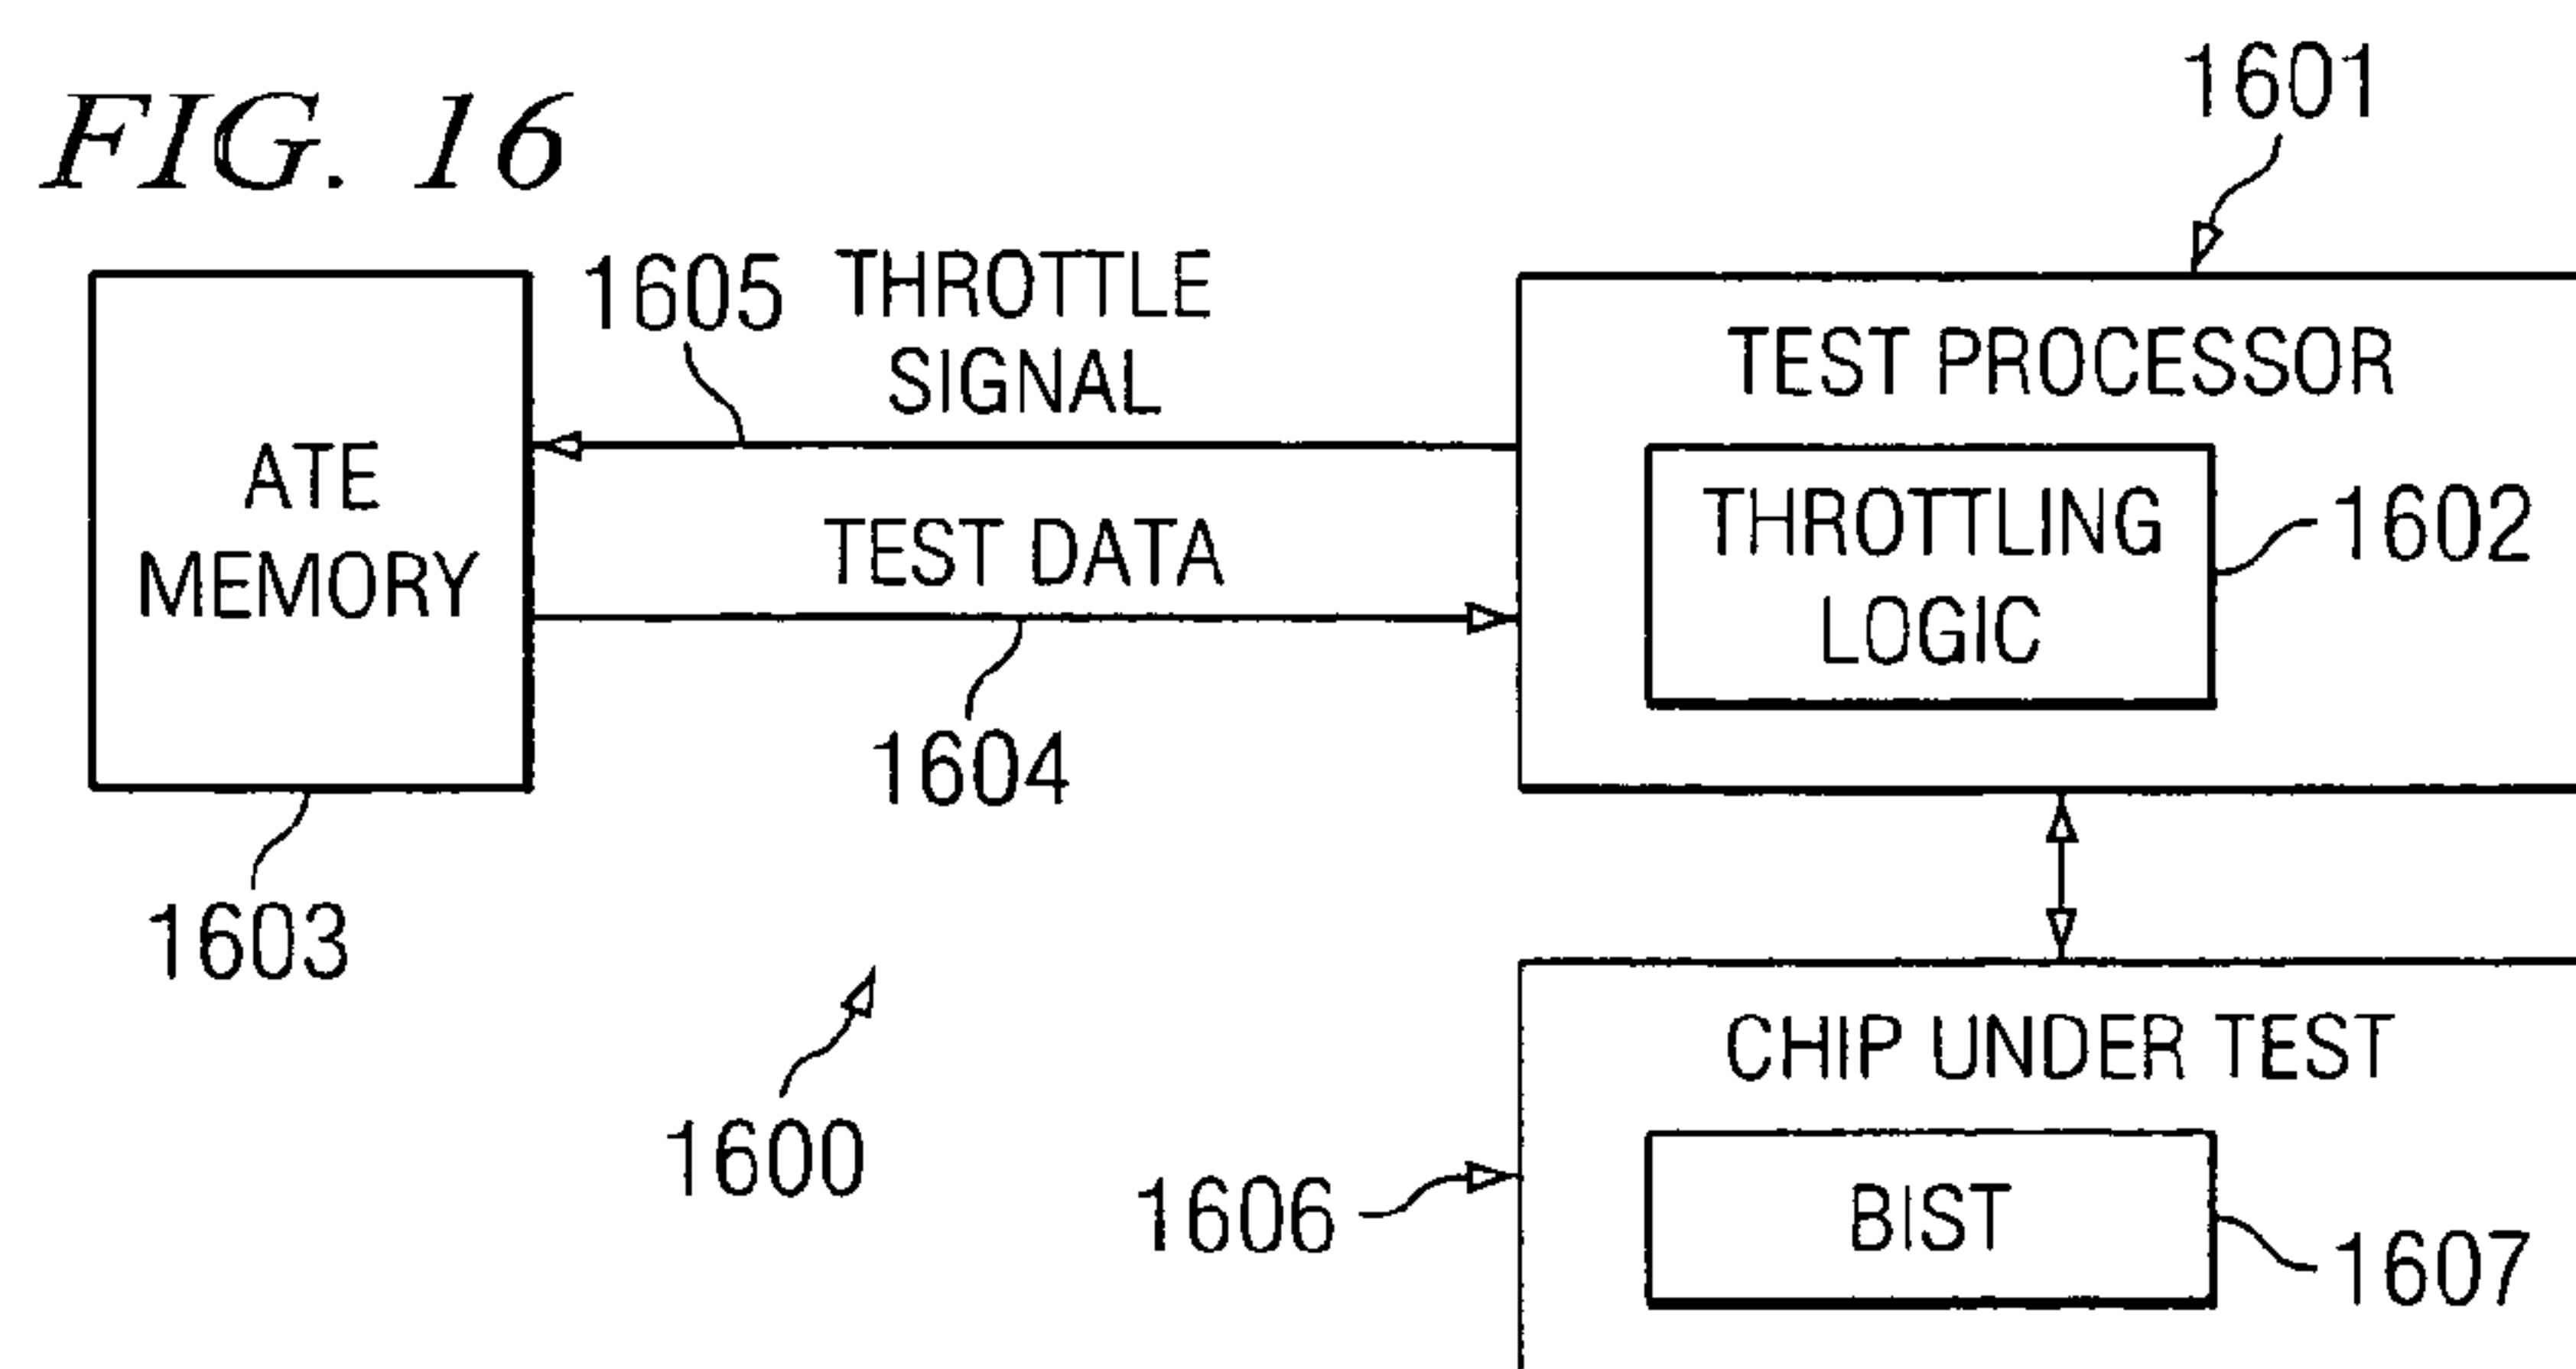 FIG. 16
1601
1605
THROTTLE
SIGNAL
TEST PROCESSOR
ATE
MEMORY
TEST DATA
THROTTLING
LOGIC
1602
1604
1603
CHIP UNDER TEST
1600
1606
BIST
1607